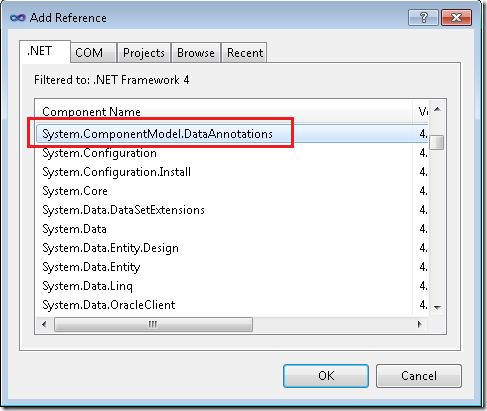 Add Reference
.NET COM Projects Browse Recent
Filtered to: .NET Framework 4
Component Name
System.ComponentModel.DataAnnotations 4.
System.Configuration 4.
System.Configuration.Install 4.
System.Core 4.
System.Data.DataSetExtensions 4.
System.Data 4.
System.Data.Entity.Design 4.
System.Data.Entity 4.
System.Data.Linq 4.
System.Data.OracleClient 4.
OK Cancel